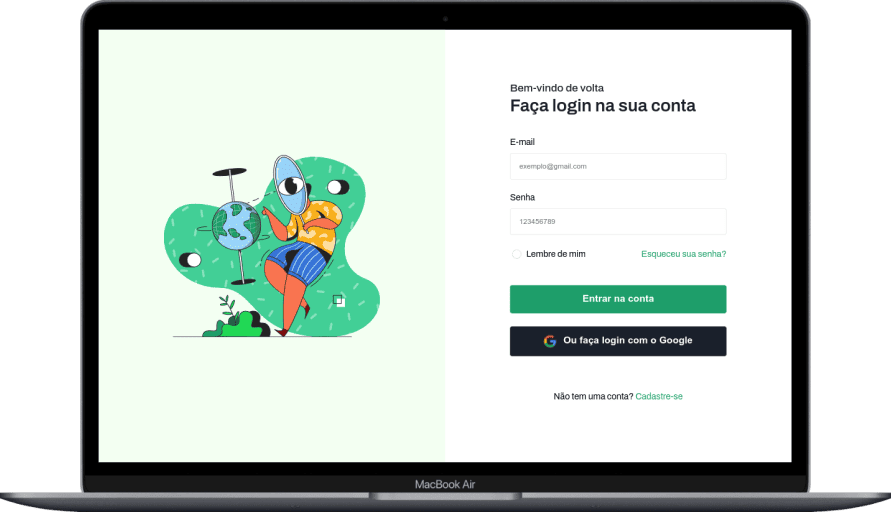 Bem-vindo de volta
Faça login na sua conta
E-mail
exemplo@gmail.com
Senha
123456789
Lembre de mim
Esqueceu sua senha?
Entrar na conta
Ou faça login com o Google
Não tem uma conta? Cadastre-se
MacBook Air